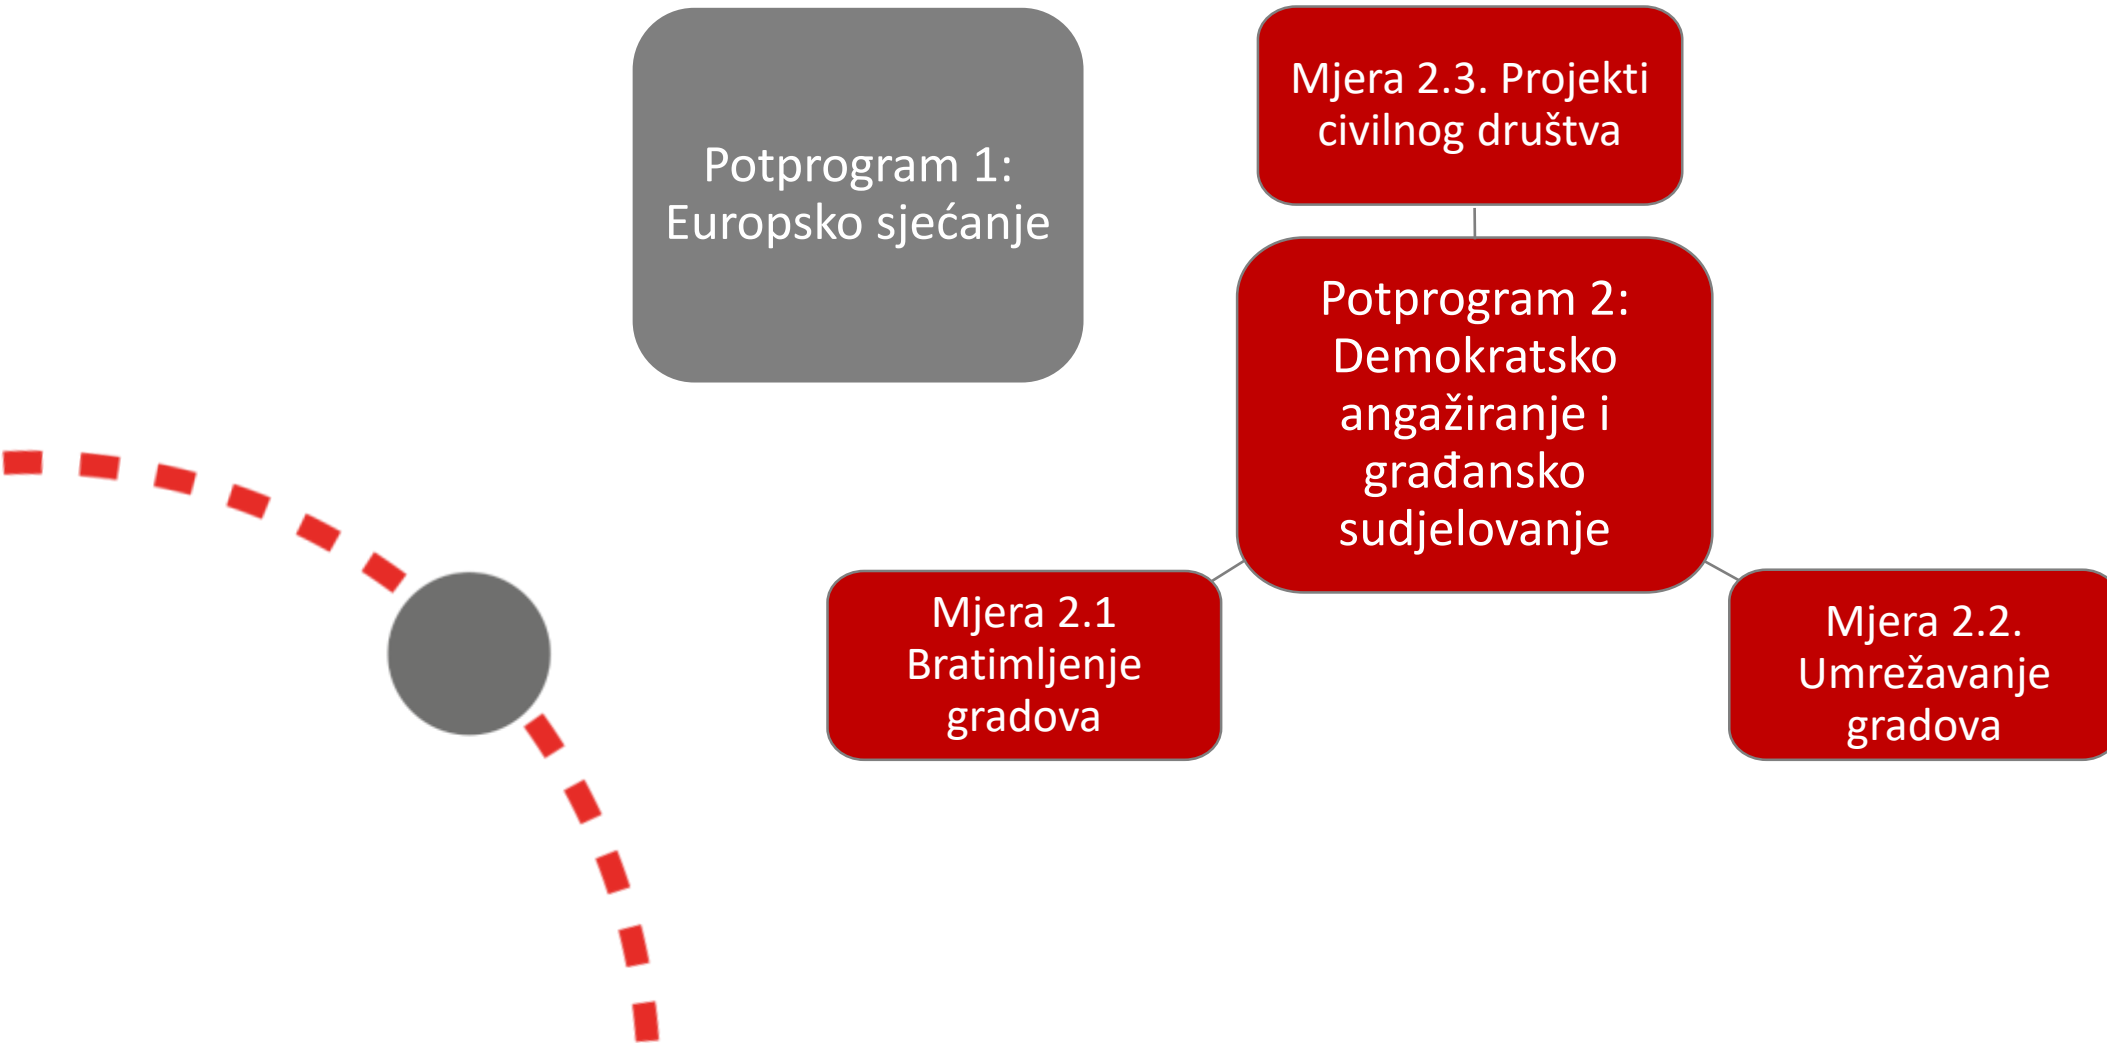 Potprogram 1:
Europsko sjećanje
Mjera 2.3. Projekti
civilnog društva
Potprogram 2:
Demokratsko
angažiranje i
građansko
sudjelovanje
Mjera 2.1
Bratimljenje
gradova
Mjera 2.2.
Umrežavanje
gradova